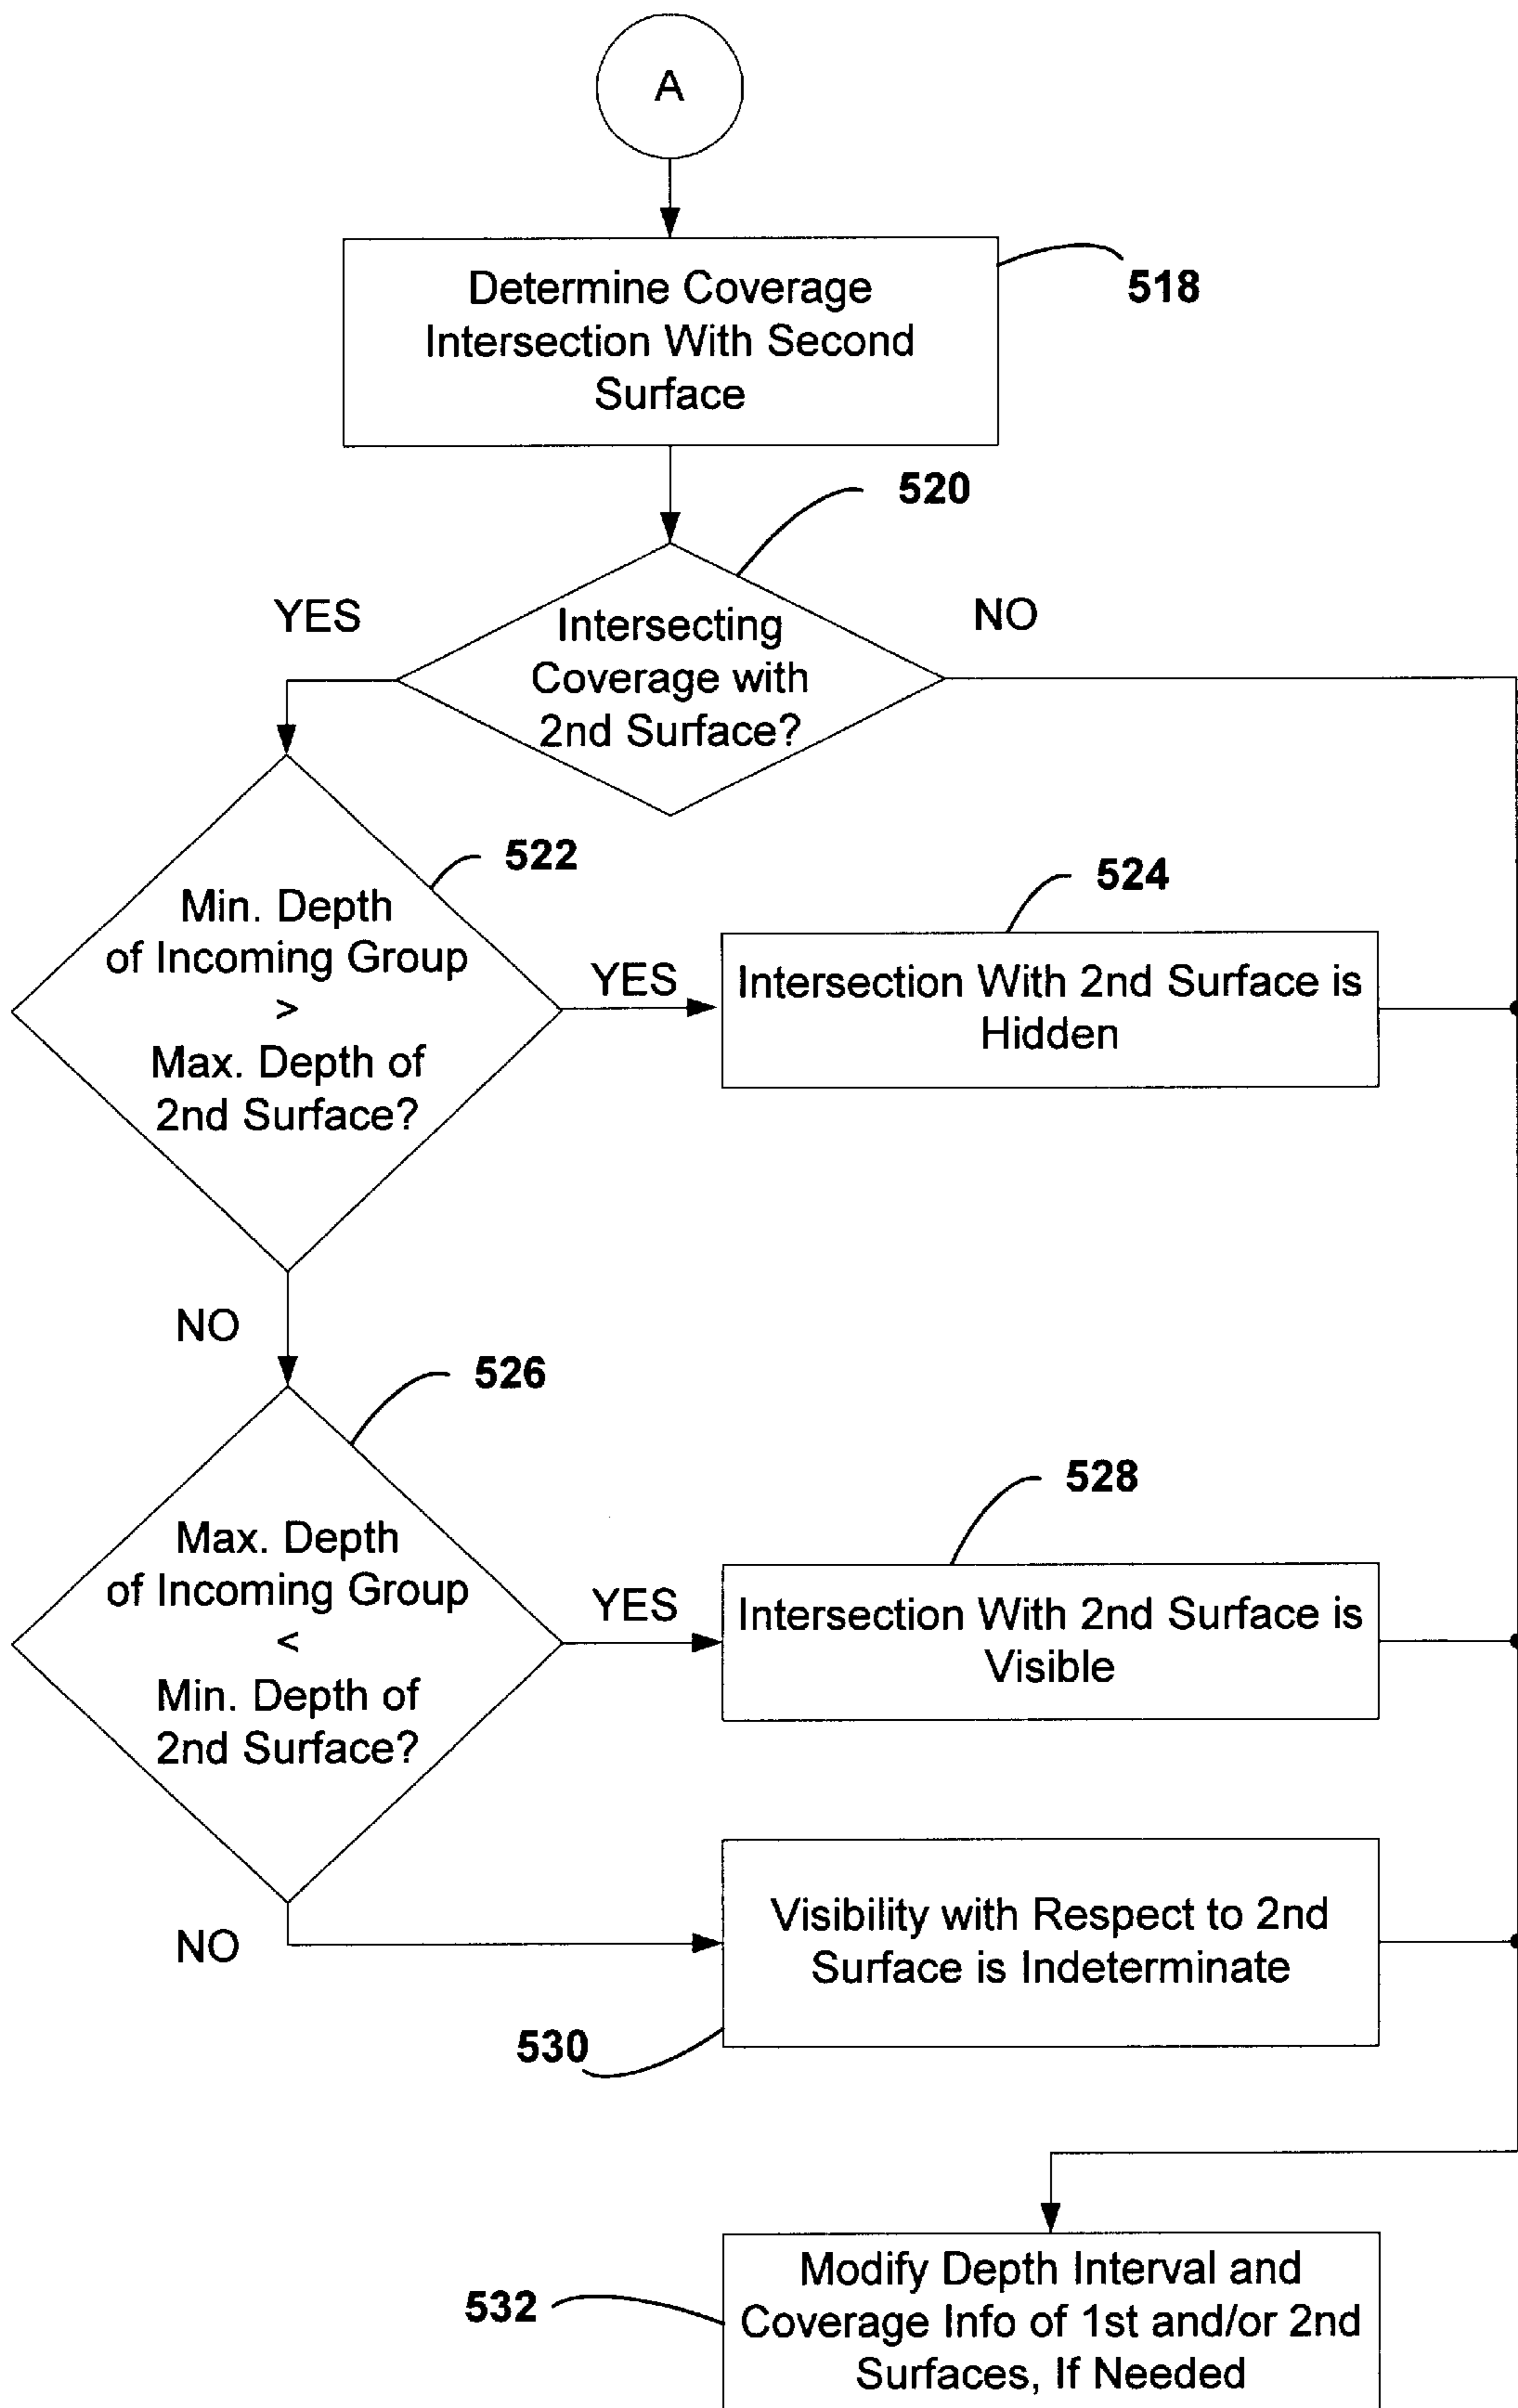 A
Determine Coverage
Intersection With Second
Surface
518
520
YES
NO
Intersecting
Coverage with
2nd Surface?
522
Min. Depth
of Incoming Group
>
Max. Depth of
2nd Surface?
YES
524
Intersection With 2nd Surface is
Hidden
NO
526
Max. Depth
of Incoming Group
<
Min. Depth of
2nd Surface?
YES
528
Intersection With 2nd Surface is
Visible
NO
Visibility with Respect to 2nd
Surface is Indeterminate
530
532
Modify Depth Interval and
Coverage Info of 1st and/or 2nd
Surfaces, If Needed